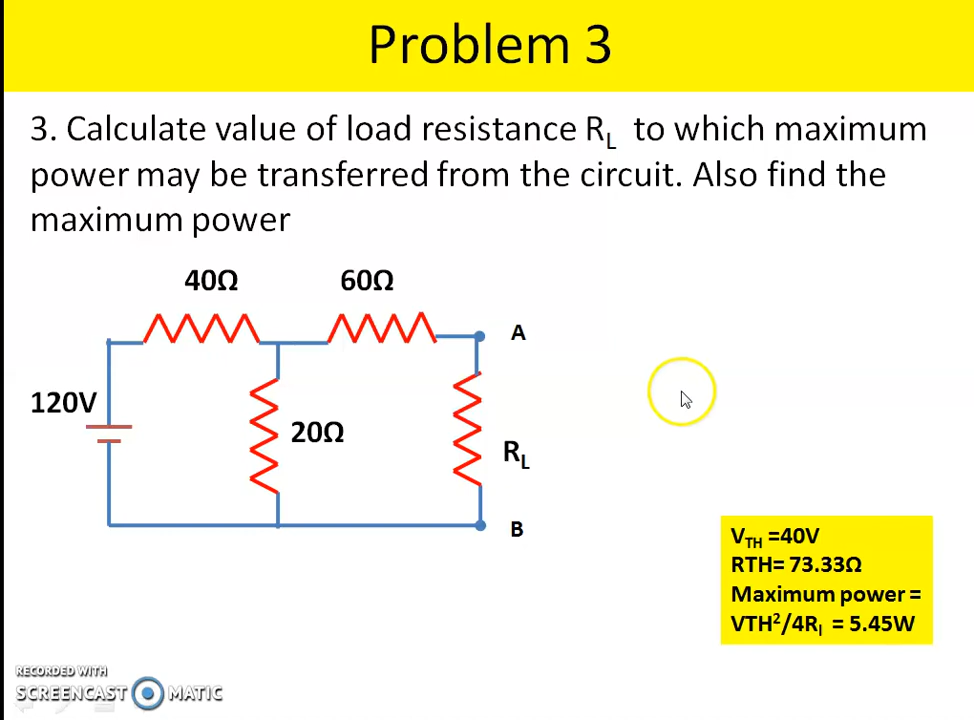 Problem 3
3. Calculate value of load resistance RL to which maximum
power may be transferred from the circuit. Also find the
maximum power
40Ω 60Ω
A
120V
20Ω
RL
B
VTH =40V
RTH= 73.33Ω
Maximum power =
VTH²/4Rl = 5.45W
RECORDED WITH
SCREENCAST MATIC